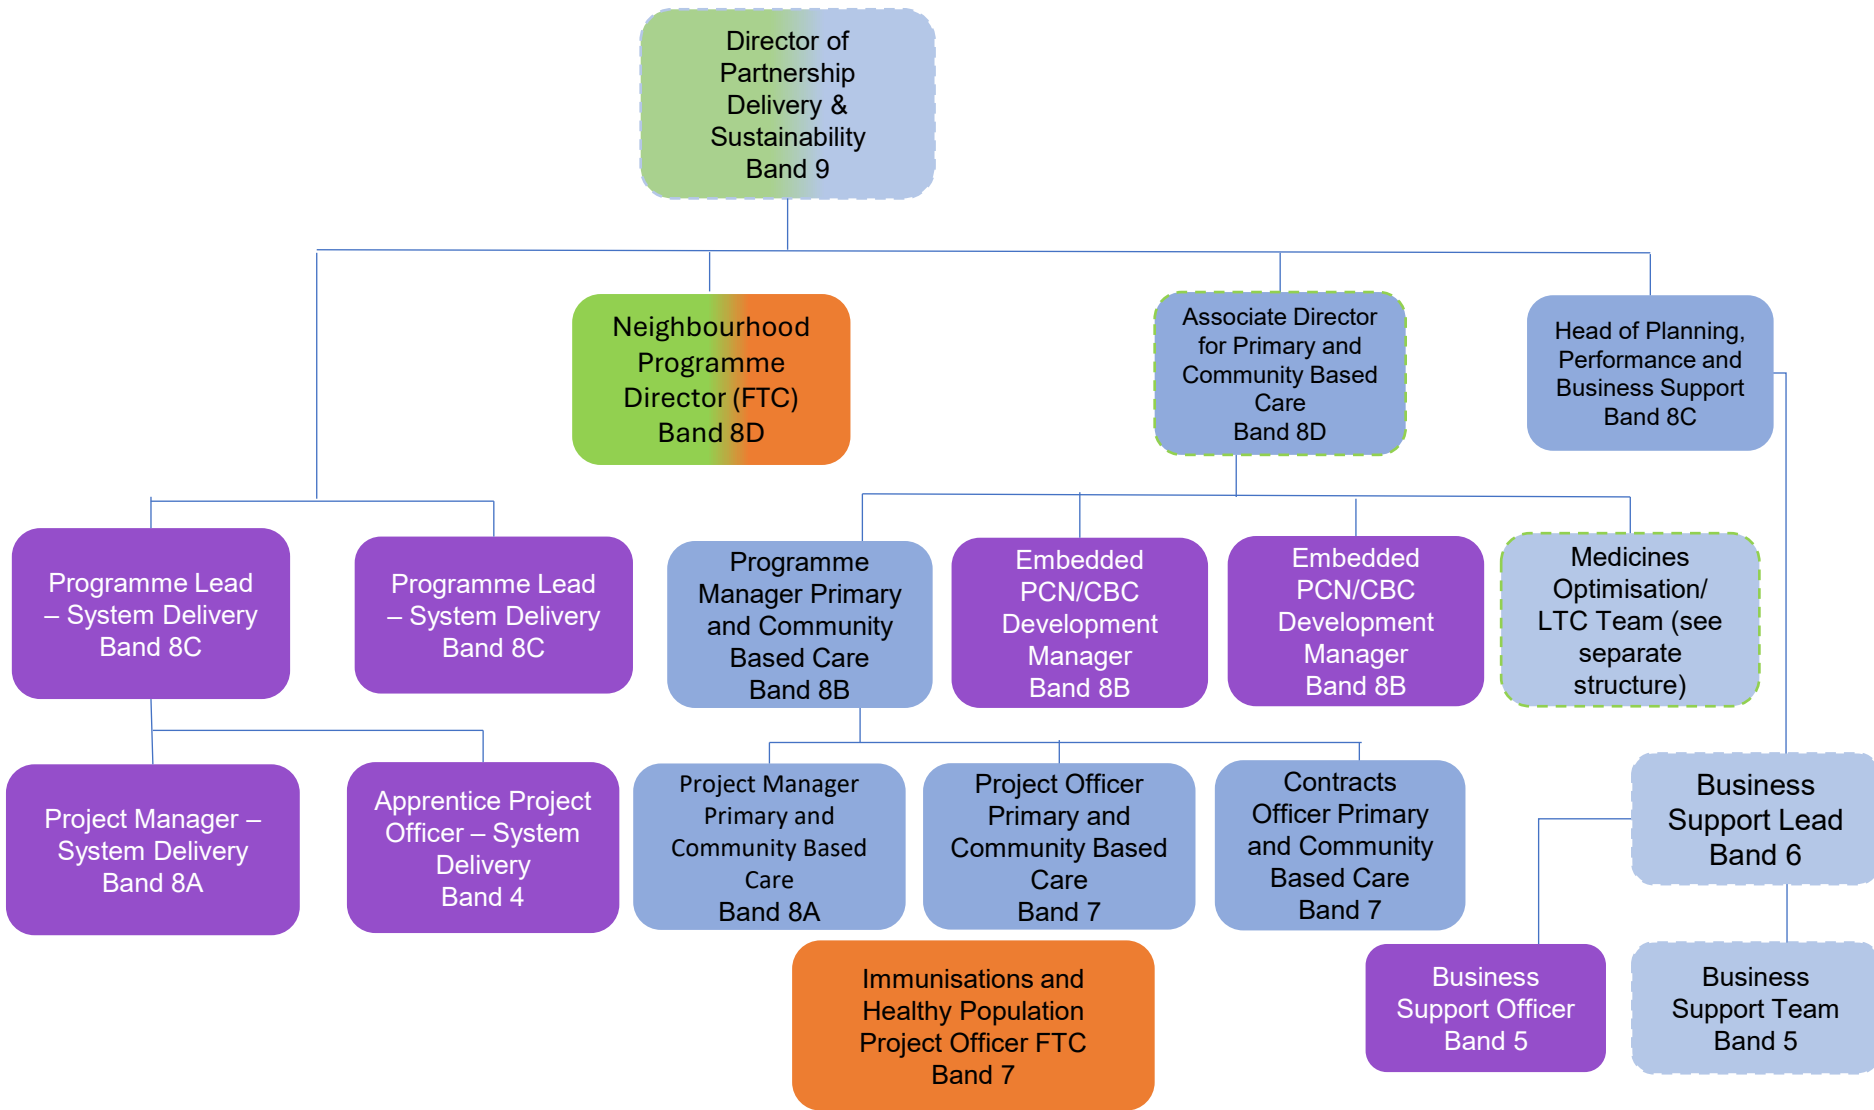 Director of
Partnership
Delivery &
Sustainability
Band 9
Neighbourhood
Programme
Director (FTC)
Band 8D
Associate Director
for Primary and
Community Based
Care
Band 8D
Head of Planning,
Performance and
Business Support
Band 8C
Programme Lead
– System Delivery
Band 8C
Programme Lead
– System Delivery
Band 8C
Programme
Manager Primary
and Community
Based Care
Band 8B
Embedded
PCN/CBC
Development
Manager
Band 8B
Embedded
PCN/CBC
Development
Manager
Band 8B
Medicines
Optimisation/
LTC Team (see
separate
structure)
Project Manager –
System Delivery
Band 8A
Apprentice Project
Officer – System
Delivery
Band 4
Project Manager
Primary and
Community Based
Care
Band 8A
Project Officer
Primary and
Community Based
Care
Band 7
Contracts
Officer Primary
and Community
Based Care
Band 7
Business
Support Lead
Band 6
Immunisations and
Healthy Population
Project Officer FTC
Band 7
Business
Support Officer
Band 5
Business
Support Team
Band 5